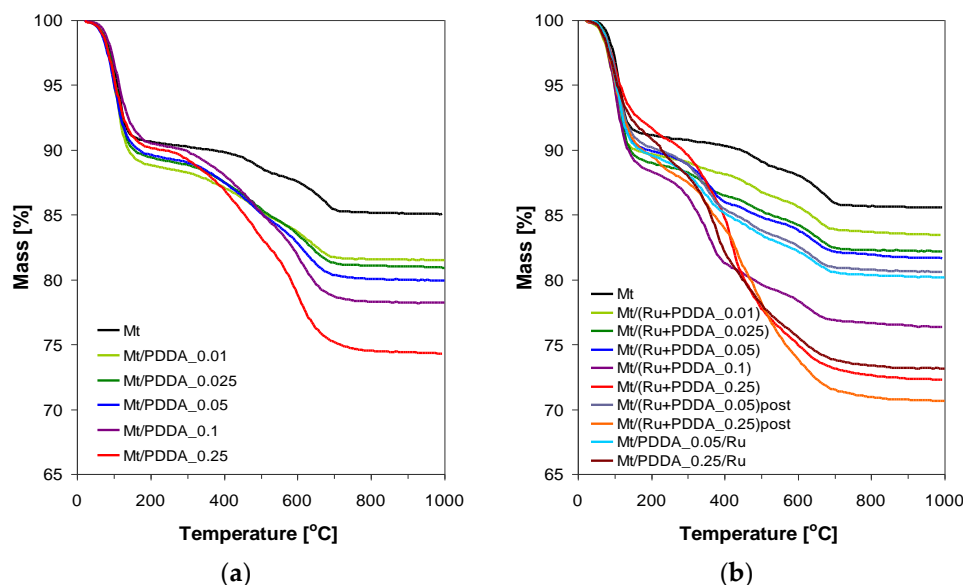 100
95
90
85
80
75
70
65
Mass [%]
Mt
Mt/PDDA_0.01
Mt/PDDA_0.025
Mt/PDDA_0.05
Mt/PDDA_0.1
Mt/PDDA_0.25
0 200 400 600 800 1000
Temperature [°C]
(a)
100
95
90
85
80
75
70
65
Mass [%]
Mt
Mt/(Ru+PDDA_0.01)
Mt/(Ru+PDDA_0.025)
Mt/(Ru+PDDA_0.05)
Mt/(Ru+PDDA_0.1)
Mt/(Ru+PDDA_0.25)
Mt/(Ru+PDDA_0.05)post
Mt/(Ru+PDDA_0.25)post
Mt/PDDA_0.05/Ru
Mt/PDDA_0.25/Ru
0 200 400 600 800 1000
Temperature [°C]
(b)